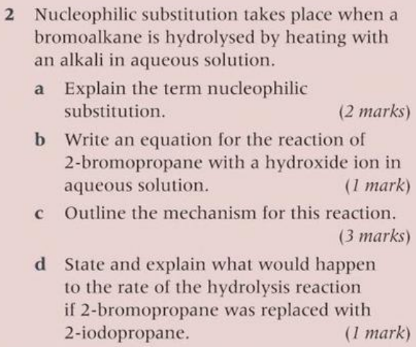 2 Nucleophilic substitution takes place when a
bromoalkane is hydrolysed by heating with
an alkali in aqueous solution.
a Explain the term nucleophilic
substitution. (2 marks)
b Write an equation for the reaction of
2-bromopropane with a hydroxide ion in
aqueous solution. (1 mark)
c Outline the mechanism for this reaction.
(3 marks)
d State and explain what would happen
to the rate of the hydrolysis reaction
if 2-bromopropane was replaced with
2-iodopropane. (1 mark)